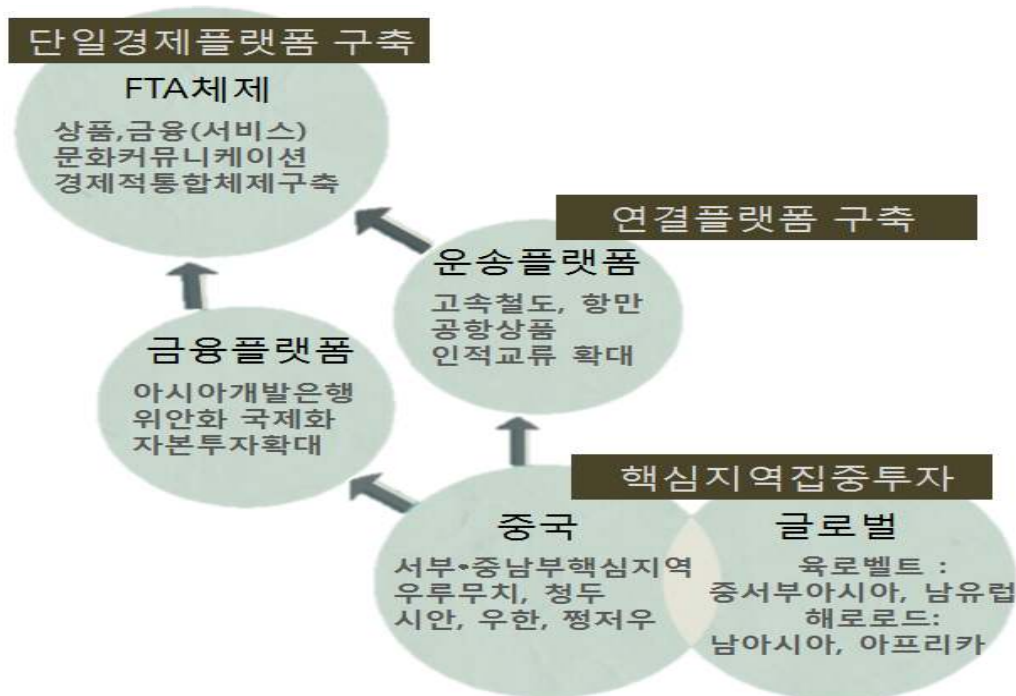 단일경제플랫폼 구축
FTA체제
상품,금융(서비스)
문화커뮤니케이션
경제적통합체제구축
연결플랫폼 구축
운송플랫폼
고속철도, 항만
공항상품
인적교류 확대
금융플랫폼
아시아개발은행
위안화 국제화
자본투자확대
핵심지역집중투자
중국
서부•중남부핵심지역
우루무치, 청두
시안, 우한, 쩡저우
글로벌
육로벨트 :
중서부아시아, 남유럽
해로로드:
남아시아, 아프리카